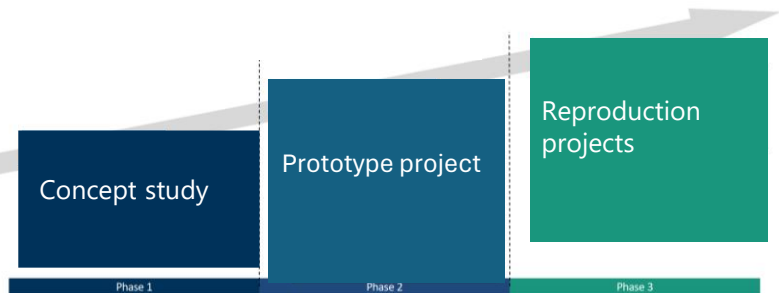 Concept study
Prototype project
Reproduction
projects
Phase 1
Phase 2
Phase 3